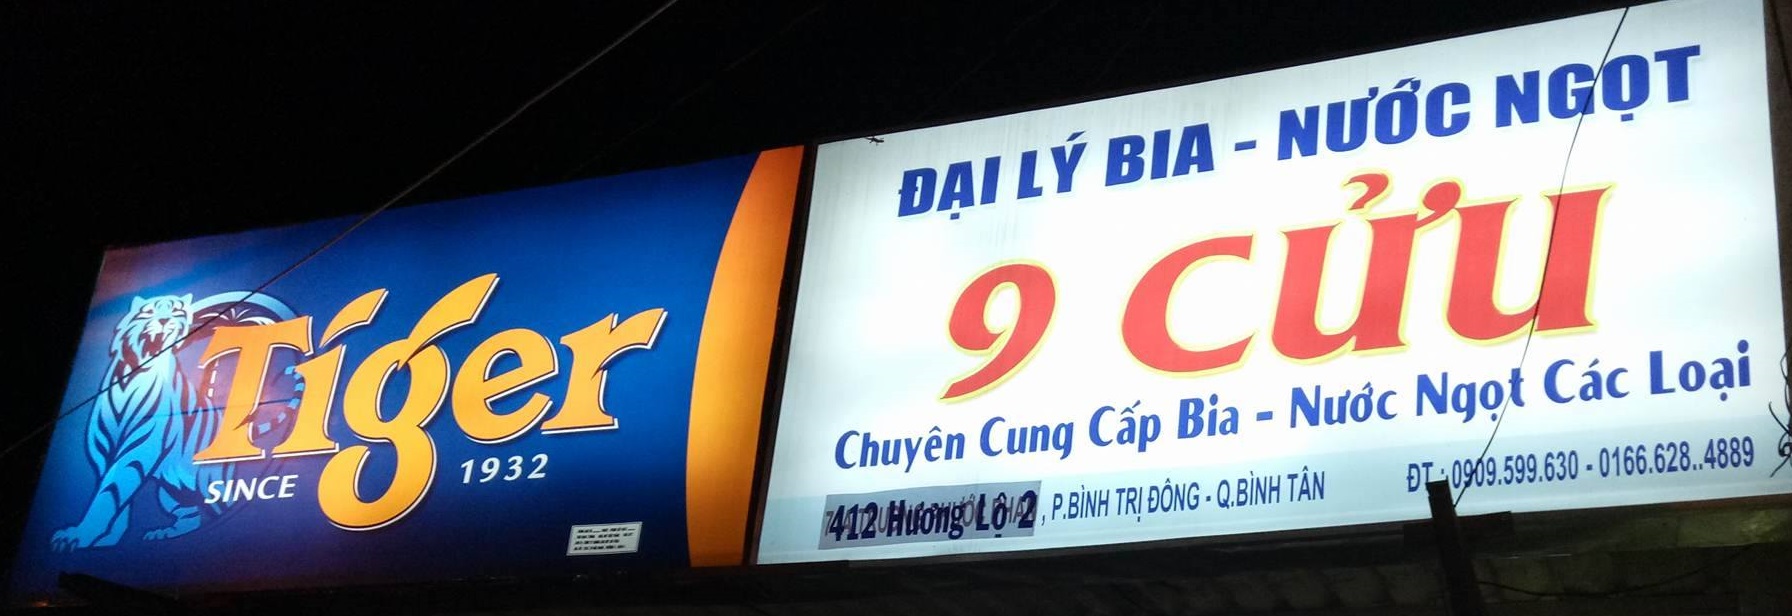 Tiger
SINCE 1932
ĐẠI LÝ BIA - NƯỚC NGỌT
9 CỬU
Chuyên Cung Cấp Bia - Nước Ngọt Các Loại
412 Hương Lộ 2, P.BÌNH TRỊ ĐÔNG - Q.BÌNH TÂN
ĐT : 0909.599.630 - 0166.628..4889